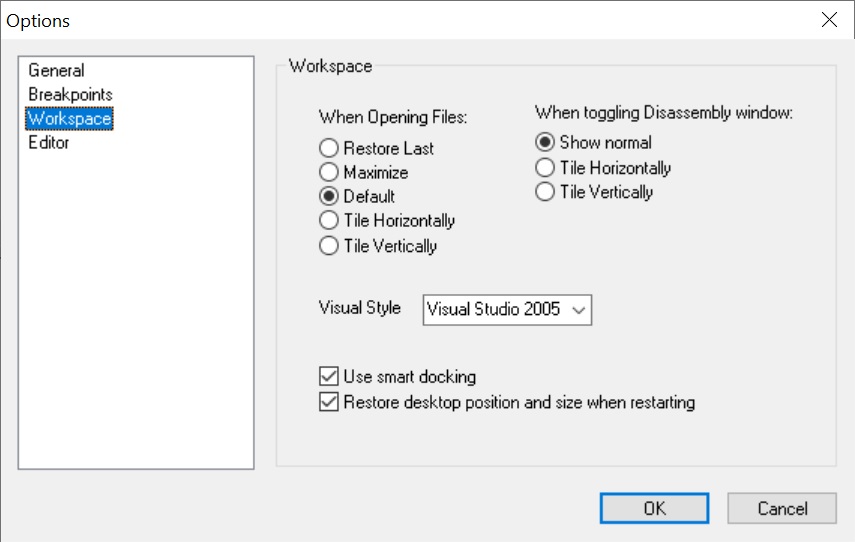 Options
General
Breakpoints
Workspace
Editor
Workspace
When Opening Files:
Restore Last
Maximize
Default
Tile Horizontally
Tile Vertically
When toggling Disassembly window:
Show normal
Tile Horizontally
Tile Vertically
Visual Style
Visual Studio 2005
Use smart docking
Restore desktop position and size when restarting
OK
Cancel